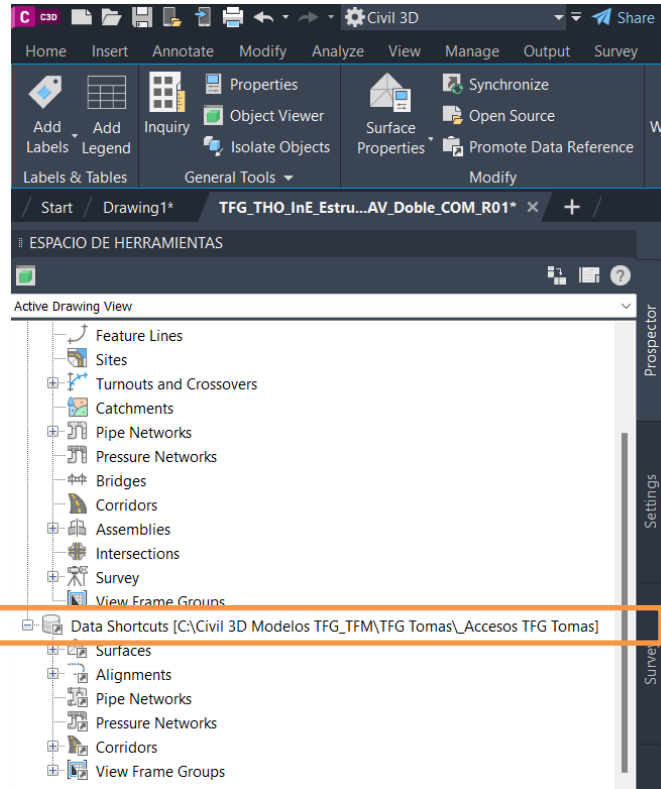 C C3D Civil 3D Share
Home Insert Annotate Modify Analyze View Manage Output Survey
Add Labels
Add Legend
Inquiry
Properties
Object Viewer
Isolate Objects
Surface Properties
Synchronize
Open Source
Promote Data Reference
W
Labels & Tables General Tools Modify
Start Drawing1* TFG_THO_InE_Estru...AV_Doble_COM_R01*
ESPACIO DE HERRAMIENTAS
Active Drawing View
Feature Lines
Sites
Turnouts and Crossovers
Catchments
Pipe Networks
Pressure Networks
Bridges
Corridors
Assemblies
Intersections
Survey
View Frame Groups
Data Shortcuts [C:\Civil 3D Modelos TFG_TFM\TFG Tomas\_Accesos TFG Tomas]
Surfaces
Alignments
Pipe Networks
Pressure Networks
Corridors
View Frame Groups
Prospector
Settings
Survey